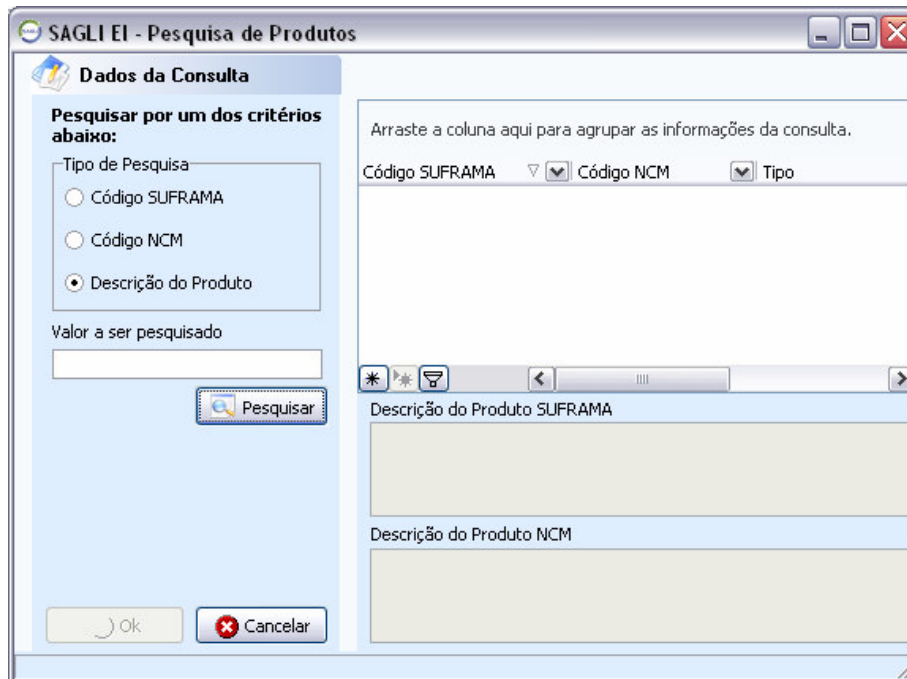 SAGLI EI - Pesquisa de Produtos
Dados da Consulta
Pesquisar por um dos critérios
abaixo:
Tipo de Pesquisa
Código SUFRAMA
Código NCM
Descrição do Produto
Valor a ser pesquisado
Pesquisar
Ok
Cancelar
Arraste a coluna aqui para agrupar as informações da consulta.
Código SUFRAMA Código NCM Tipo
Descrição do Produto SUFRAMA
Descrição do Produto NCM